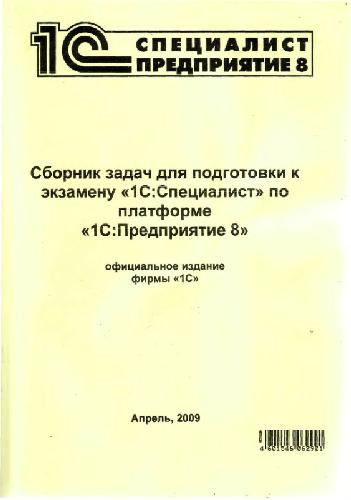 1С СПЕЦИАЛИСТ
ПРЕДПРИЯТИЕ 8
Сборник задач для подготовки к
экзамену «1С:Специалист» по
платформе
«1С:Предприятие 8»
официальное издание
фирмы «1С»
Апрель, 2009
4 601546 062901